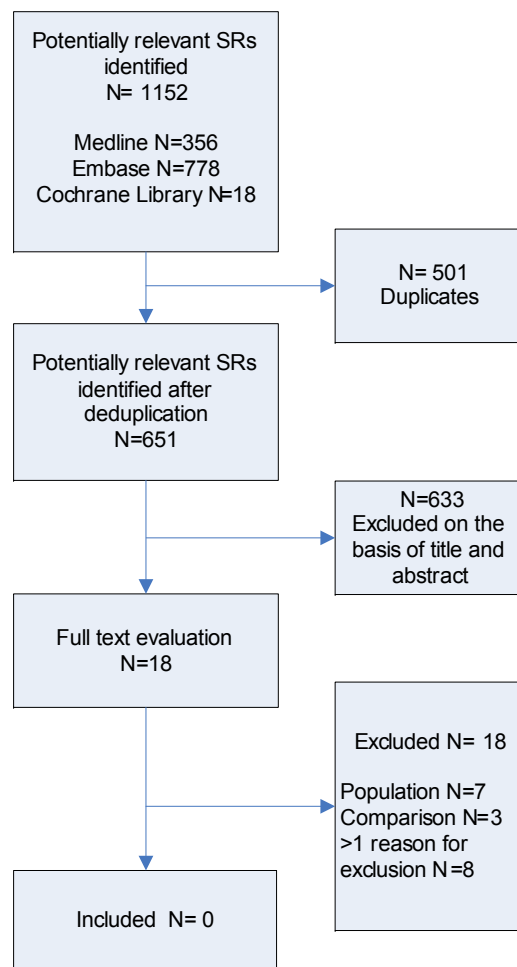 Potentially relevant SRs
identified
N= 1152
Medline N=356
Embase N=778
Cochrane Library N=18
N= 501
Duplicates
Potentially relevant SRs
identified after
deduplication
N=651
N=633
Excluded on the
basis of title and
abstract
Full text evaluation
N=18
Excluded N= 18
Population N=7
Comparison N=3
>1 reason for
exclusion N=8
Included N= 0